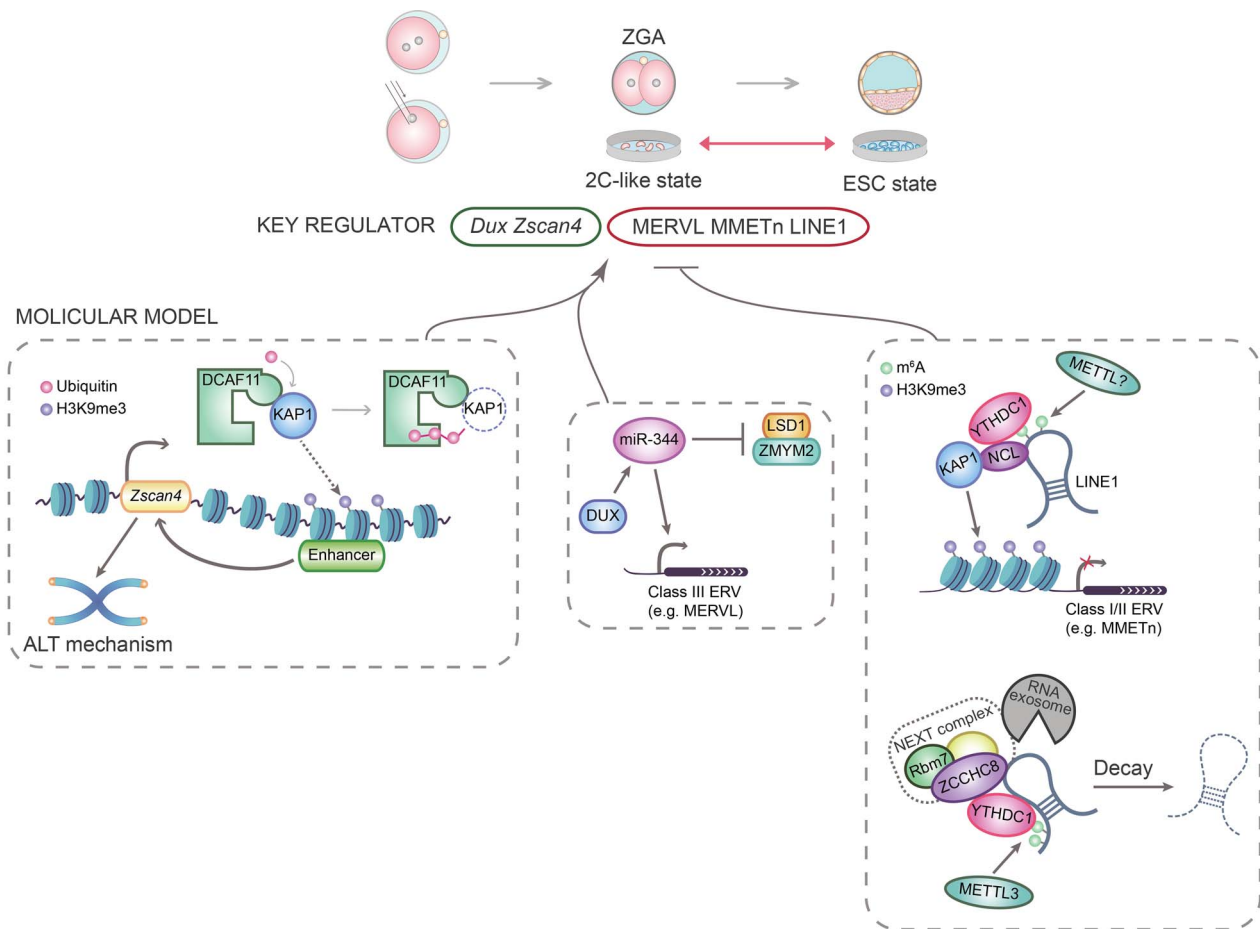 ZGA
2C-like state
ESC state
KEY REGULATOR
Dux Zscan4
MERVL MMETn LINE1
MOLICULAR MODEL
Ubiquitin
H3K9me3
DCAF11
KAP1
DCAF11
KAP1
Zscan4
Enhancer
ALT mechanism
miR-344
LSD1
ZMYM2
DUX
Class III ERV
(e.g. MERVL)
m⁶A
H3K9me3
METTL?
YTHDC1
KAP1
NCL
LINE1
Class I/II ERV
(e.g. MMETn)
RNA
exosome
NEXT complex
Rbm7
ZCCHC8
YTHDC1
Decay
METTL3